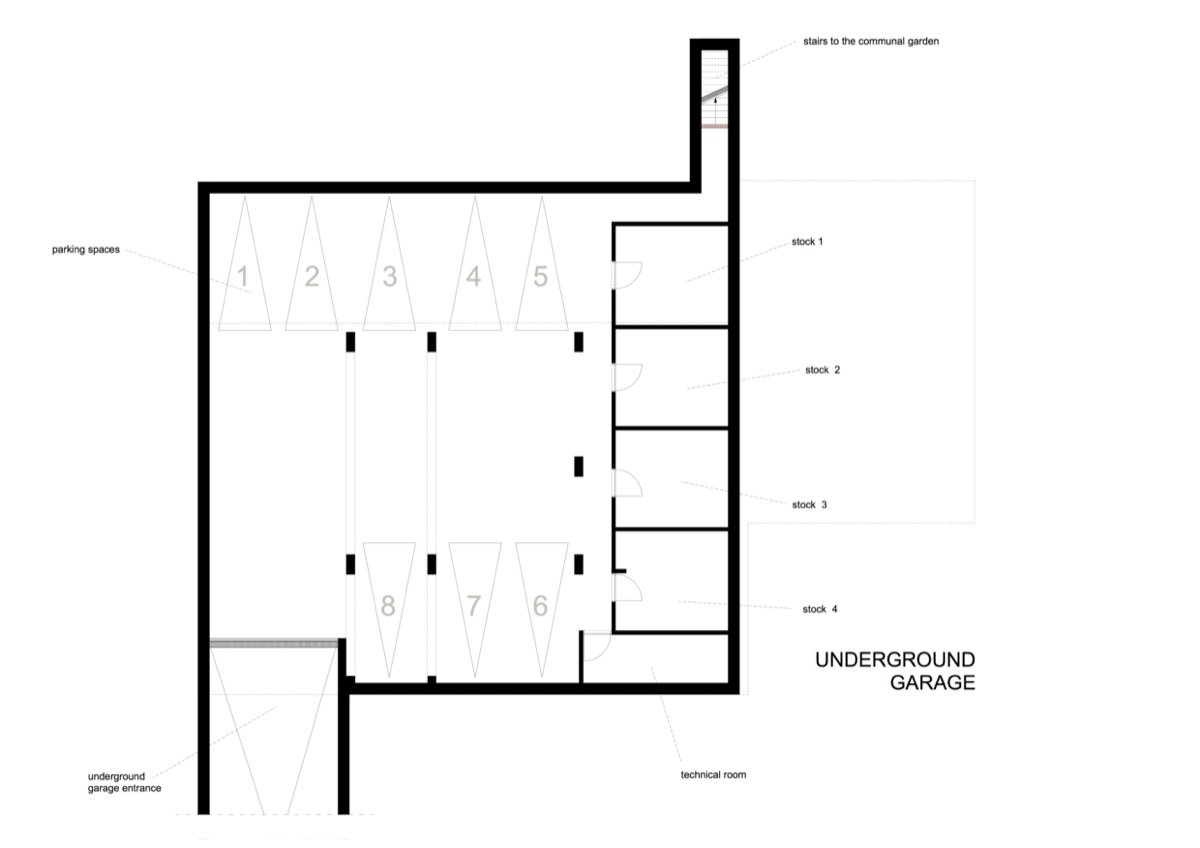 stairs to the communal garden
parking spaces
stock 1
1 2 3 4 5
stock 2
stock 3
8 7 6
stock 4
UNDERGROUND
GARAGE
underground
garage entrance
technical room